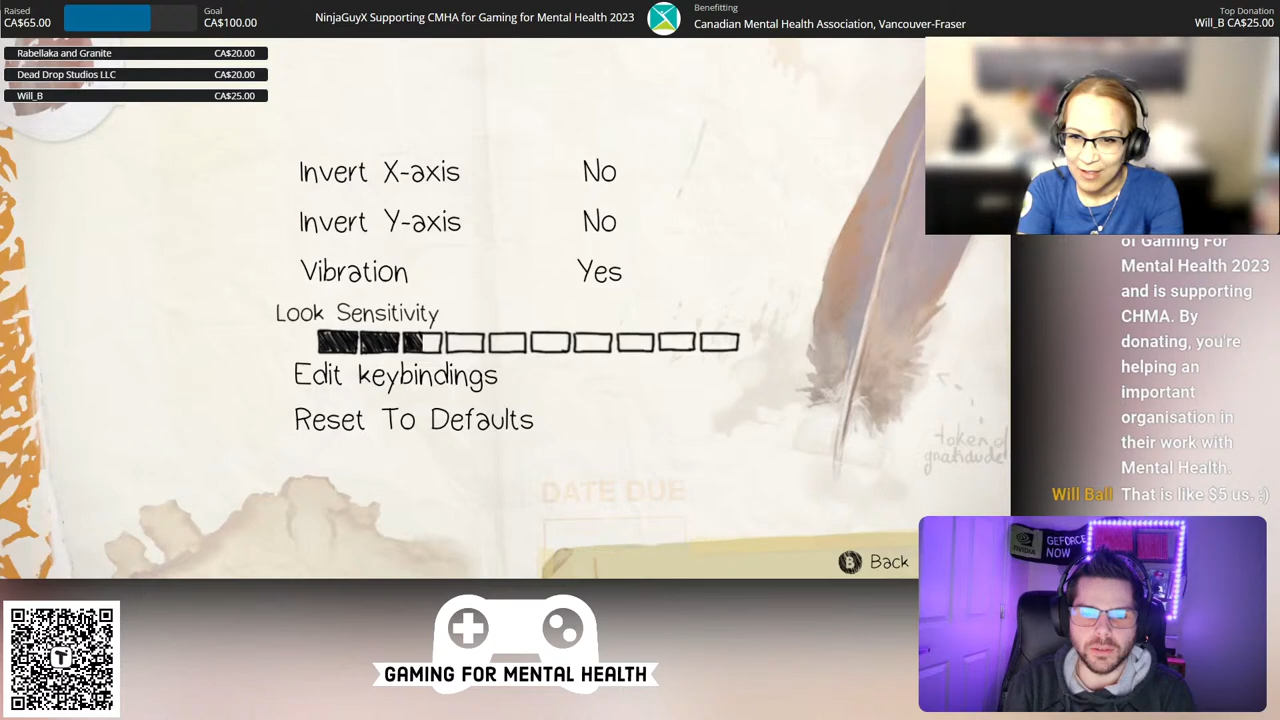 Raised
CA$65.00
Goal
CA$100.00
NinjaGuyX Supporting CMHA for Gaming for Mental Health 2023
Benefitting
Canadian Mental Health Association, Vancouver-Fraser
Top Donation
Will_B CA$25.00
Rabellaka and Granite CA$20.00
Dead Drop Studios LLC CA$20.00
Will_B CA$25.00
Invert X-axis No
Invert Y-axis No
Vibration Yes
Look Sensitivity
Edit keybindings
Reset To Defaults
token of
gratidude
DATE DUE
B Back
of Gaming For
Mental Health 2023
and is supporting
CHMA. By
donating, you're
helping an
important
organisation in
their work with
Mental Health.
Will Ball That is like $5 us. :)
NVIDIA
GEFORCE
NOW
T
GAMING FOR MENTAL HEALTH